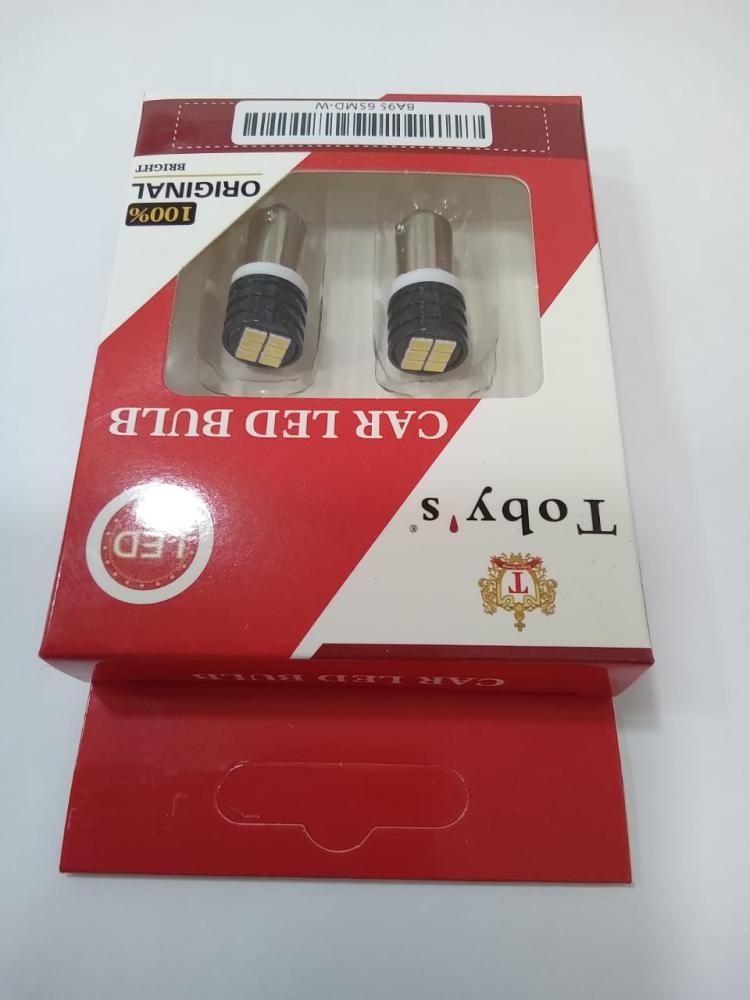 Toby's®
T
LED
CAR LED BULB
100%
ORIGINAL
BRIGHT
BA9S 6SMD-W
CAR LED BULB